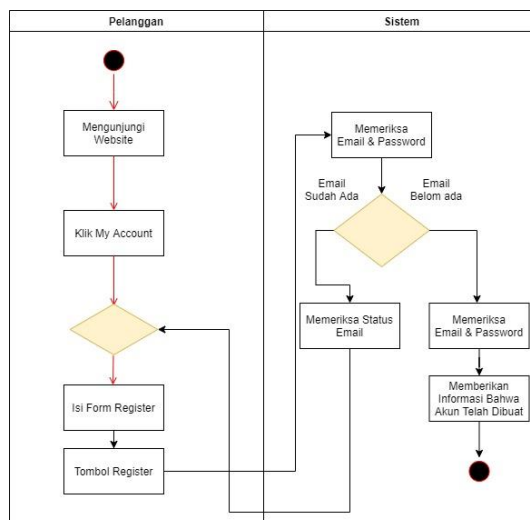 Pelanggan
Sistem
Mengunjungi
Website
Klik My Account
Isi Form Register
Tombol Register
Memeriksa
Email & Password
Email
Sudah Ada
Email
Belom ada
Memeriksa Status
Email
Memeriksa
Email & Password
Memberikan
Informasi Bahwa
Akun Telah Dibuat